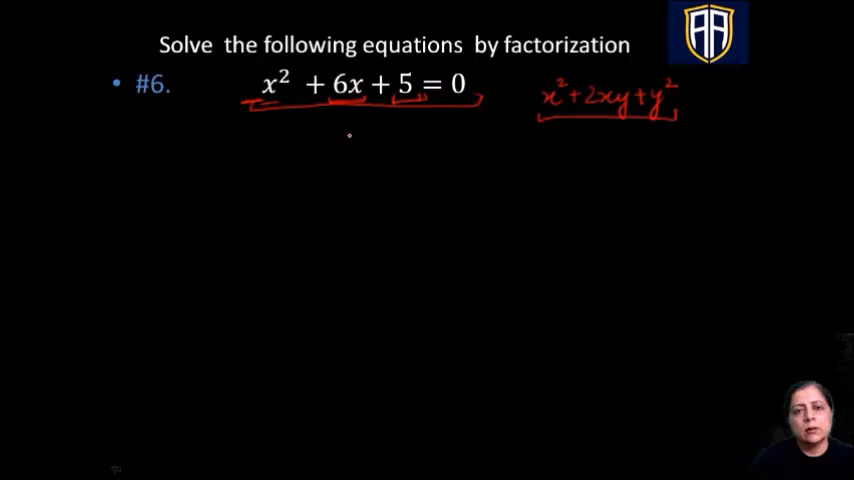 Solve the following equations by factorization
• #6. x² + 6x + 5 = 0
x² + 2xy + y²
AA